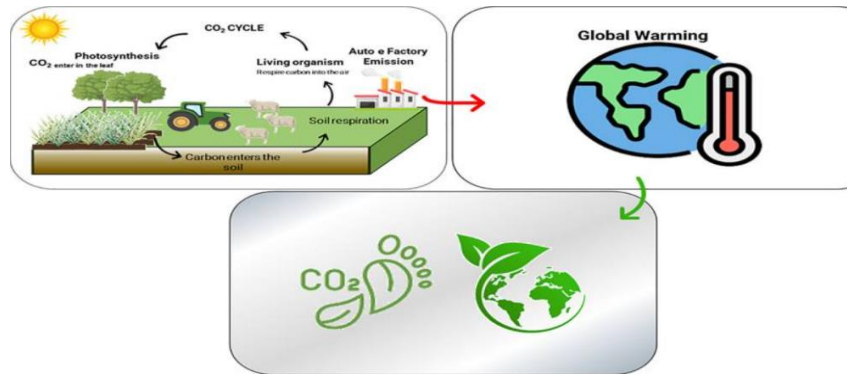 CO₂ CYCLE
Photosynthesis
CO₂ enter in the leaf
Living organism
Respire carbon into the air
Auto e Factory
Emission
Soil respiration
Carbon enters the
soil
Global Warming
CO₂